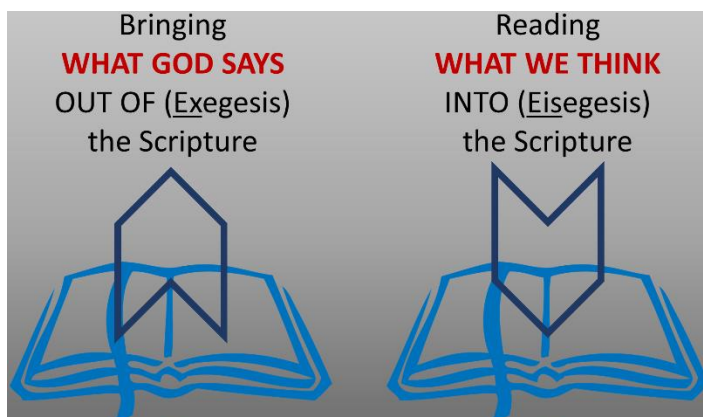 Bringing
WHAT GOD SAYS
OUT OF (Exegesis)
the Scripture
Reading
WHAT WE THINK
INTO (Eisegesis)
the Scripture